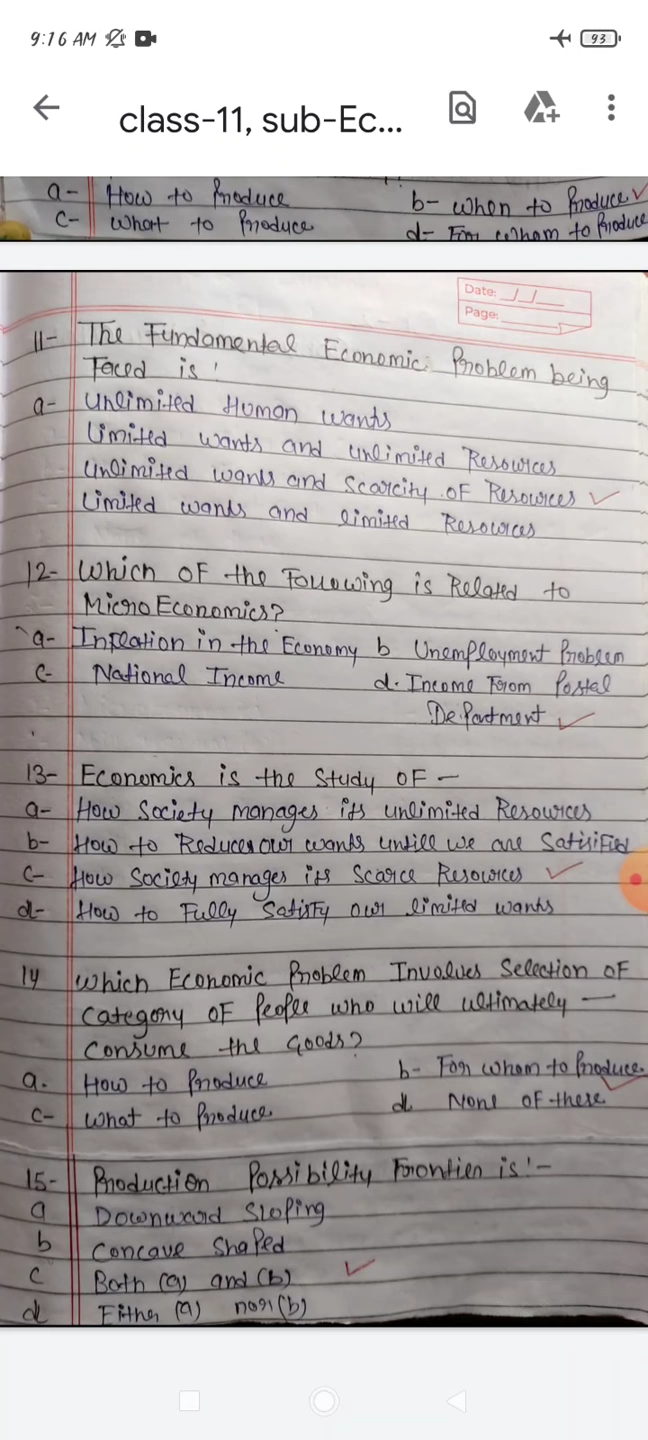 9:16 AM
93
class-11, sub-Ec...
a- How to Produce b- when to Produce ✓
c- What to Produce d- For whom to Produce
Date: __/__/__
Page:
11- The Fundamental Economic Problem being
Faced is!
a- Unlimited Human wants
Limited wants and unlimited Resources
Unlimited wants and Scarcity of Resources ✓
Limited wants and limited Resources
12- Which of the Following is Related to
Micro Economics?
a- Inflation in the Economy b Unemployment Problem
c- National Income d. Income From Postal
Department ✓
13- Economics is the Study OF -
a- How Society manages its unlimited Resources
b- How to Reduces our wants untill we are Satisified
c- How Society manages its Scarce Resources ✓
d- How to Fully Satisfy our limited wants
14 Which Economic Problem Involves Selection of
Category of People who will ultimately —
Consume the Goods?
a. How to Produce b- For whom to Produce. ✓
c- What to Produce d None of these
15- Production Possibility Frontier is!-
a Downward Sloping
b Concave Shaped
c Both (a) and (b) ✓
d Either (a) nor (b)